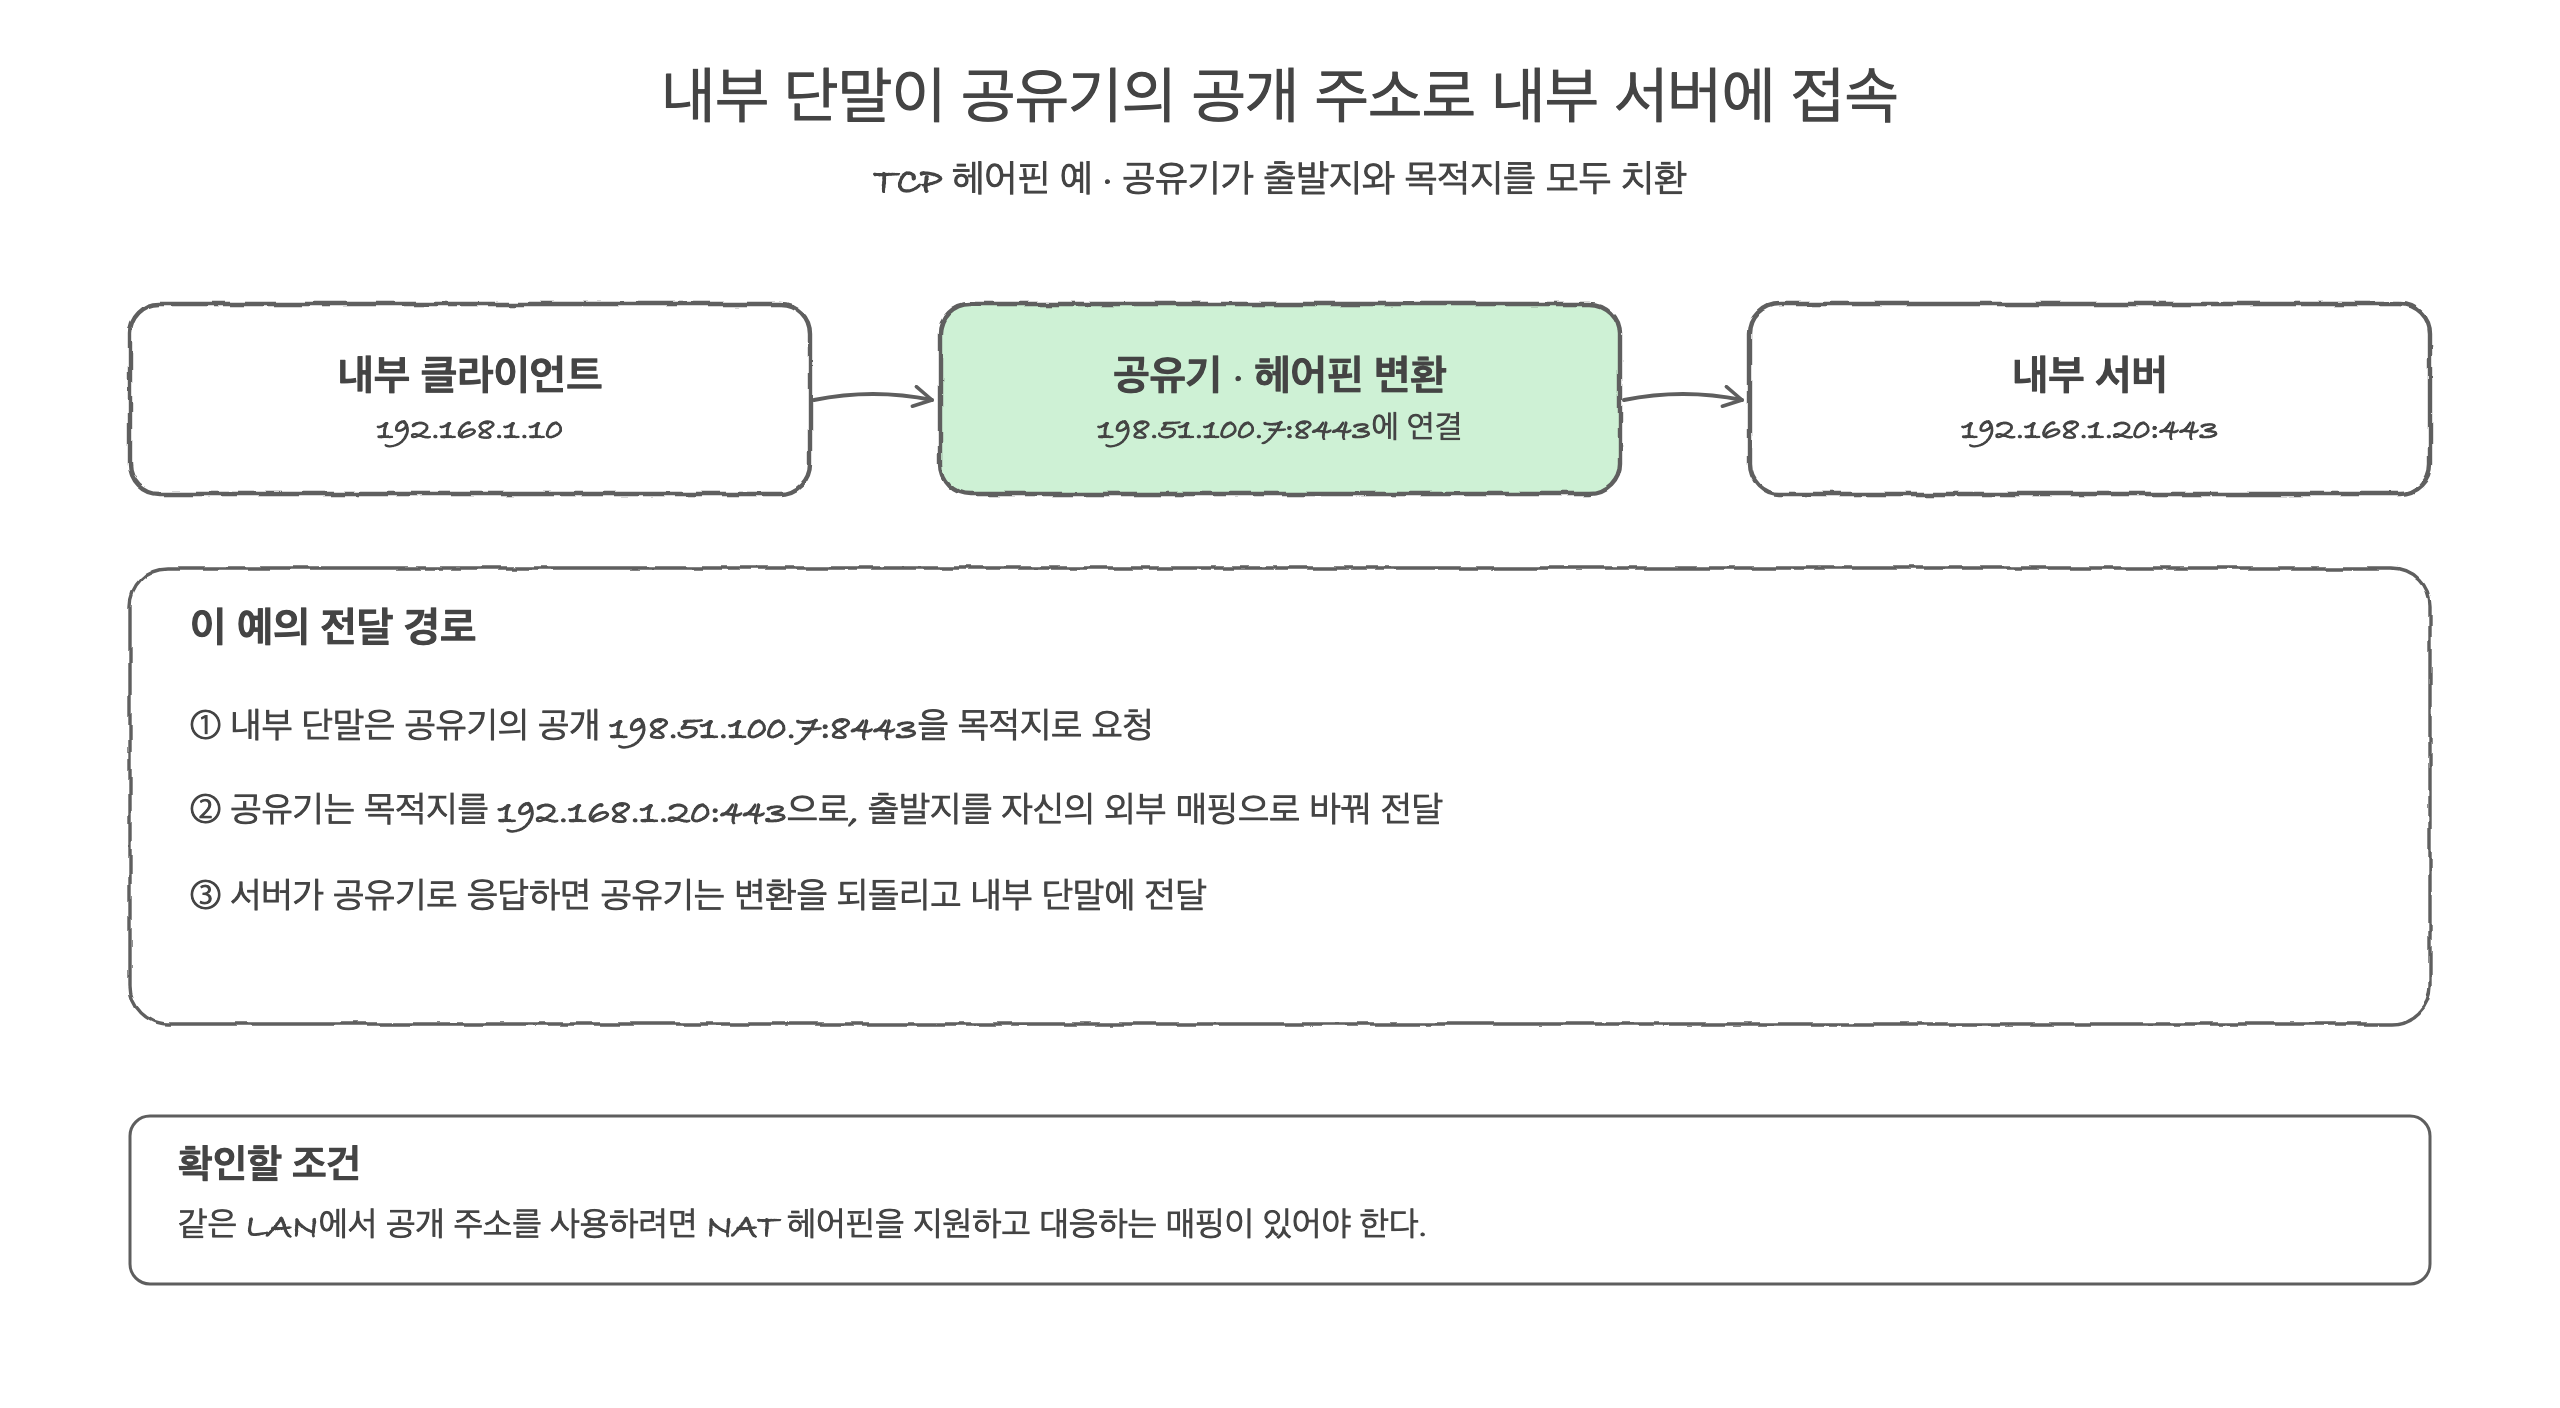 내부 단말이 공유기의 공개 주소로 내부 서버에 접속
TCP 헤어핀 예 · 공유기가 출발지와 목적지를 모두 치환
내부 클라이언트
192.168.1.10
공유기 · 헤어핀 변환
198.51.100.7:8443에 연결
내부 서버
192.168.1.20:443
이 예의 전달 경로
① 내부 단말은 공유기의 공개 198.51.100.7:8443을 목적지로 요청
② 공유기는 목적지를 192.168.1.20:443으로, 출발지를 자신의 외부 매핑으로 바꿔 전달
③ 서버가 공유기로 응답하면 공유기는 변환을 되돌리고 내부 단말에 전달
확인할 조건
같은 LAN에서 공개 주소를 사용하려면 NAT 헤어핀을 지원하고 대응하는 매핑이 있어야 한다.